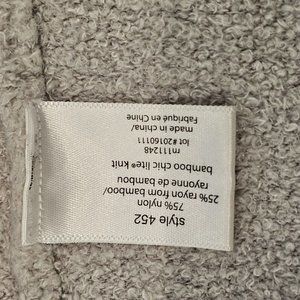 style 452
75% nylon
25% rayon from bamboo/
rayonne de bambou
bamboo chic lite® knit
rn111248
lot #20160111
made in china/
Fabriqué en Chine